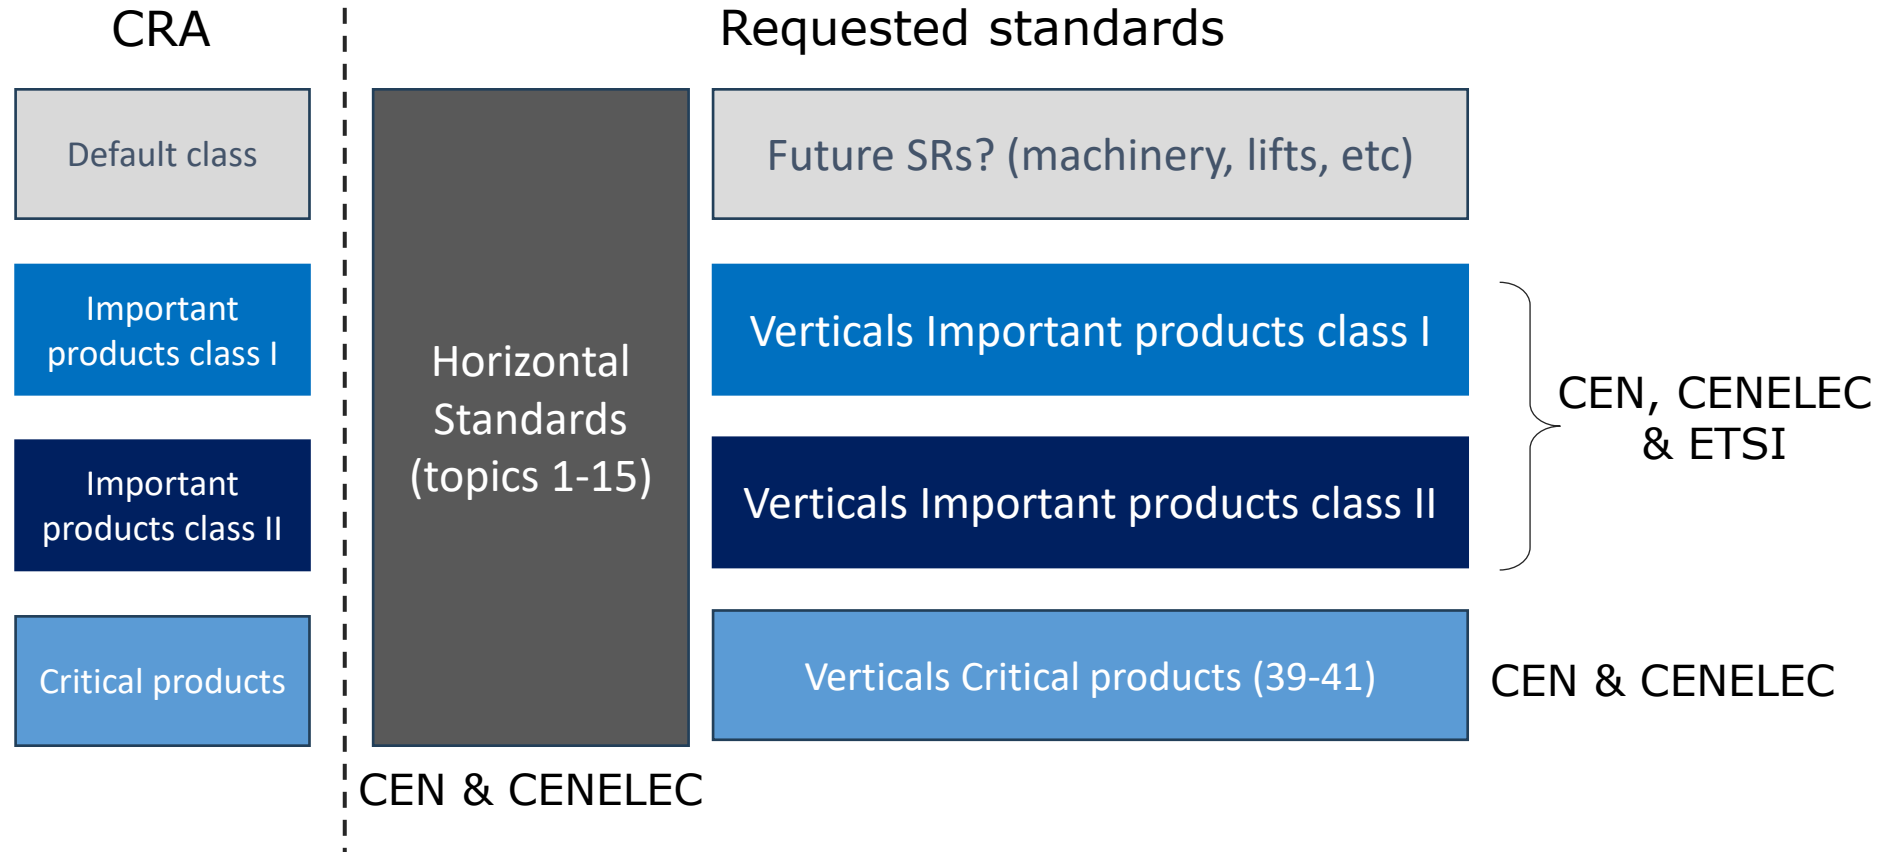 CRA
Requested standards
Default class
Future SRs? (machinery, lifts, etc)
Important
products class I
Horizontal
Standards
(topics 1-15)
Verticals Important products class I
CEN, CENELEC
& ETSI
Important
products class II
Verticals Important products class II
Critical products
Verticals Critical products (39-41)
CEN & CENELEC
CEN & CENELEC